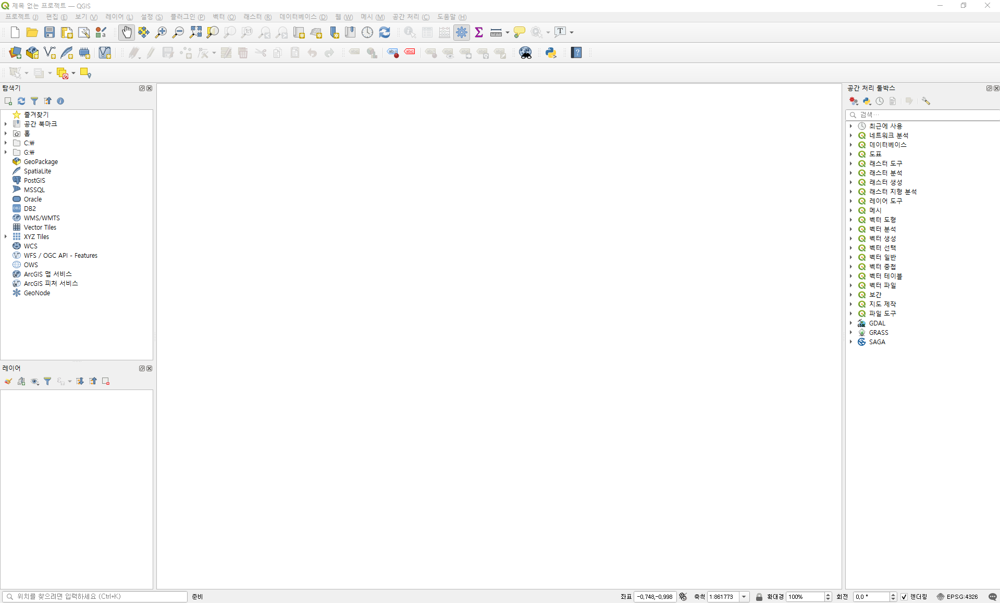 제목 없는 프로젝트 — QGIS
프로젝트 (J) 편집 (E) 보기 (V) 레이어 (L) 설정 (S) 플러그인 (P) 벡터 (O) 래스터 (R) 데이터베이스 (D) 웹 (W) 메시 (M) 공간 처리 (C) 도움말 (H)
탐색기
즐겨찾기
공간 북마크
홈
C:₩
G:₩
GeoPackage
SpatiaLite
PostGIS
MSSQL
Oracle
DB2
WMS/WMTS
Vector Tiles
XYZ Tiles
WCS
WFS / OGC API - Features
OWS
ArcGIS 맵 서비스
ArcGIS 피처 서비스
GeoNode
레이어
공간 처리 툴박스
검색…
최근에 사용
네트워크 분석
데이터베이스
도표
래스터 도구
래스터 분석
래스터 생성
래스터 지형 분석
레이어 도구
메시
벡터 도형
벡터 분석
벡터 생성
벡터 선택
벡터 일반
벡터 중첩
벡터 테이블
벡터 파일
보간
지도 제작
파일 도구
GDAL
GRASS
SAGA
위치를 찾으려면 입력하세요 (Ctrl+K) 준비 좌표 -0,748,-0,998 축척 1:861773 확대경 100% 회전 0,0 ° 렌더링 EPSG:4326